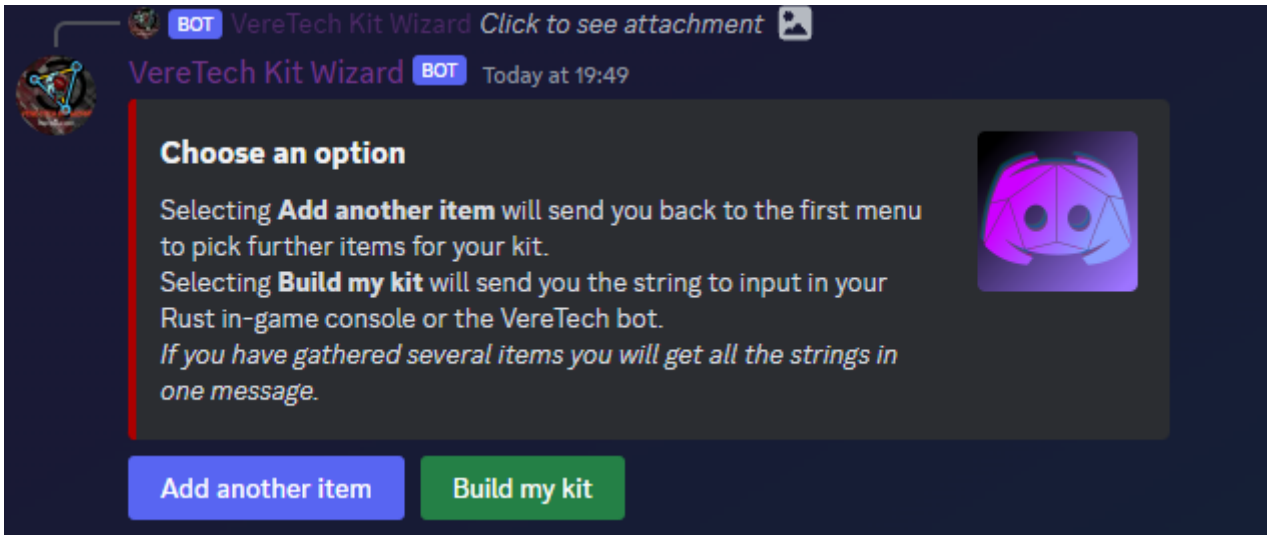 BOT VereTech Kit Wizard Click to see attachment
VereTech Kit Wizard BOT Today at 19:49
Choose an option
Selecting Add another item will send you back to the first menu
to pick further items for your kit.
Selecting Build my kit will send you the string to input in your
Rust in-game console or the VereTech bot.
If you have gathered several items you will get all the strings in
one message.
Add another item Build my kit